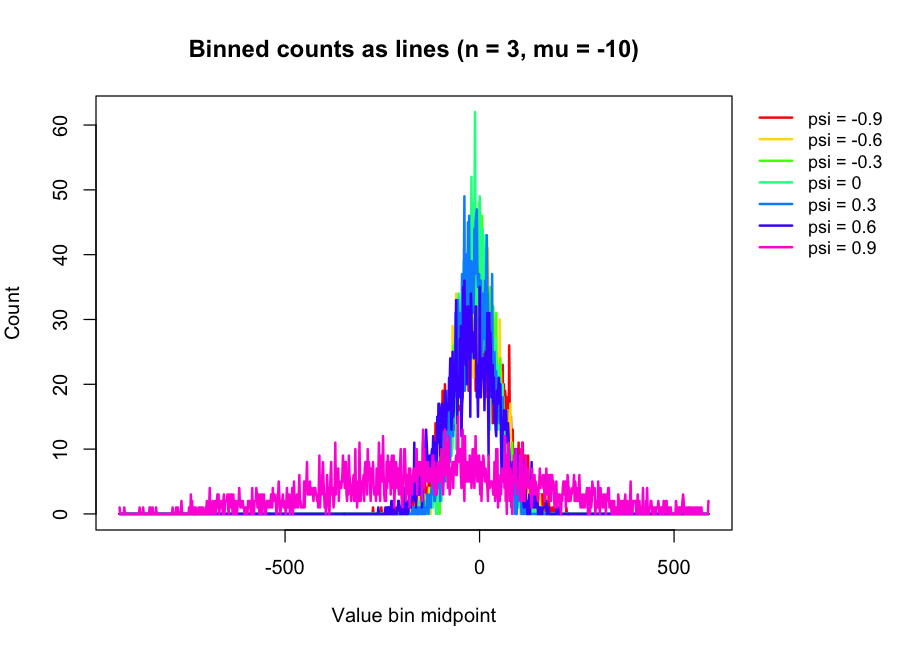 Binned counts as lines (n = 3, mu = -10)
psi = -0.9
psi = -0.6
psi = -0.3
psi = 0
psi = 0.3
psi = 0.6
psi = 0.9
60
50
40
30
20
10
0
Count
-500 0 500
Value bin midpoint